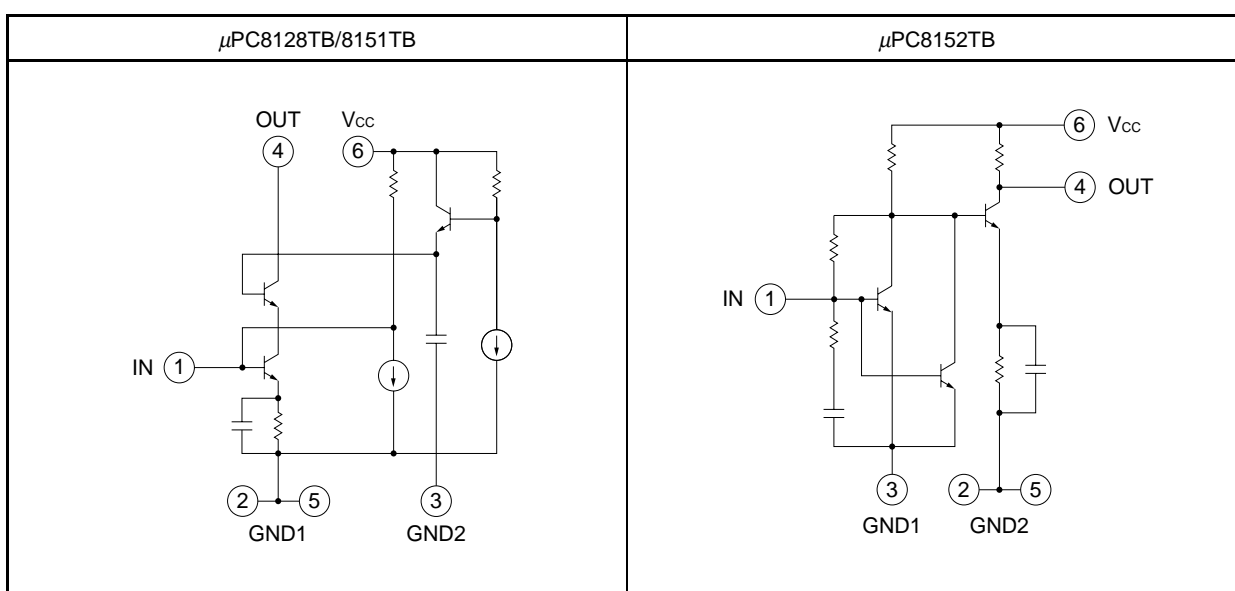 μPC8128TB/8151TB
μPC8152TB
OUT
Vcc
4
6
IN
1
2
5
3
GND1
GND2
6
Vcc
4
OUT
IN
1
3
2
5
GND1
GND2